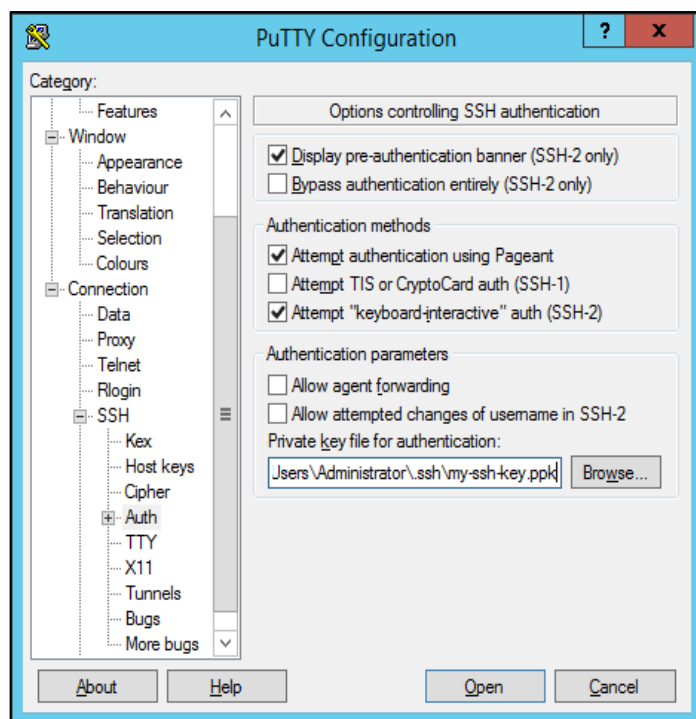 PuTTY Configuration
?
x
Category:
Features
Window
Appearance
Behaviour
Translation
Selection
Colours
Connection
Data
Proxy
Telnet
Rlogin
SSH
Kex
Host keys
Cipher
Auth
TTY
X11
Tunnels
Bugs
More bugs
Options controlling SSH authentication
Display pre-authentication banner (SSH-2 only)
Bypass authentication entirely (SSH-2 only)
Authentication methods
Attempt authentication using Pageant
Attempt TIS or CryptoCard auth (SSH-1)
Attempt "keyboard-interactive" auth (SSH-2)
Authentication parameters
Allow agent forwarding
Allow attempted changes of username in SSH-2
Private key file for authentication:
Users\Administrator\.ssh\my-ssh-key.ppk
Browse...
About
Help
Open
Cancel